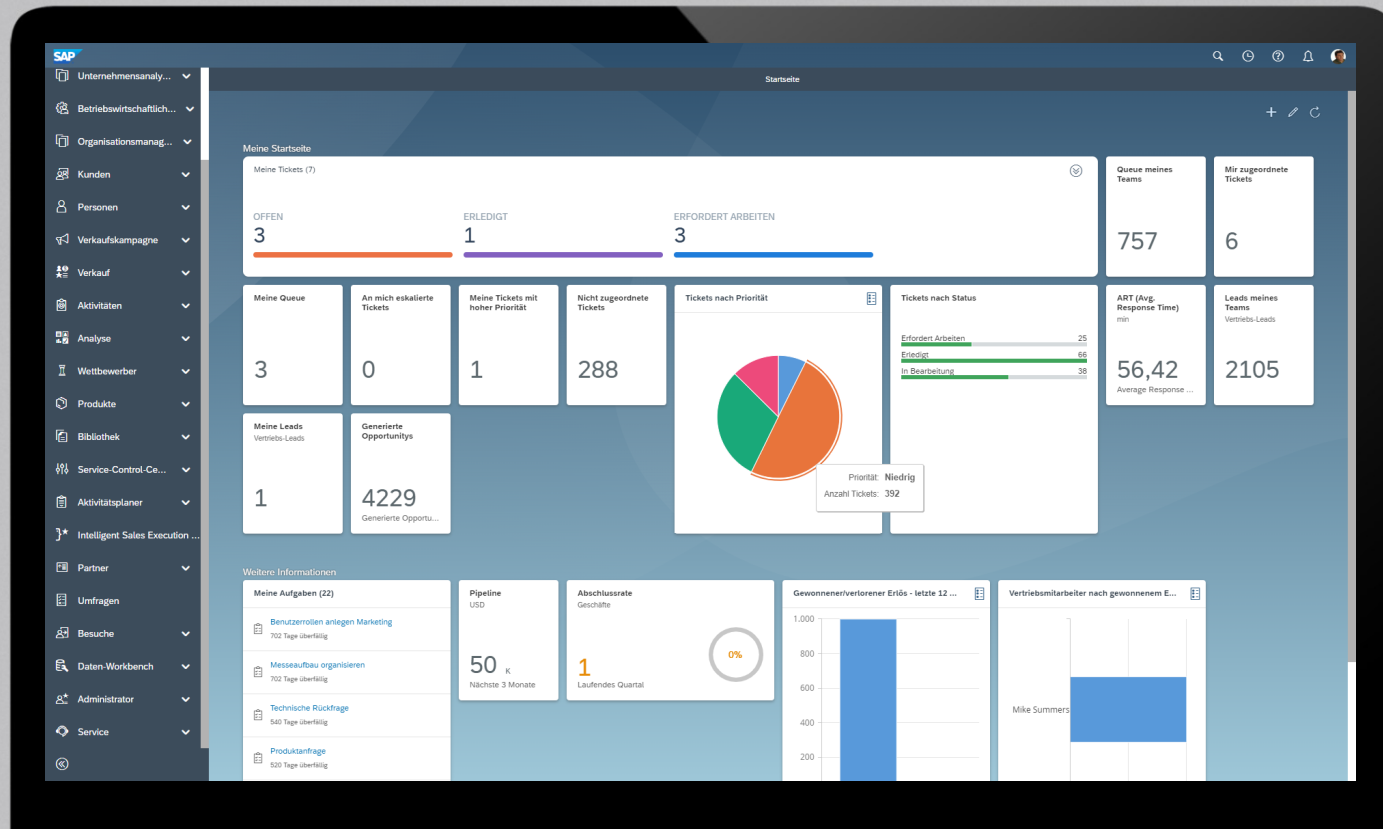 SAP
Startseite
Unternehmensanaly...
Betriebswirtschaftlich...
Organisationsmanag...
Kunden
Personen
Verkaufskampagne
Verkauf
Aktivitäten
Analyse
Wettbewerber
Produkte
Bibliothek
Service-Control-Ce...
Aktivitätsplaner
Intelligent Sales Execution ...
Partner
Umfragen
Besuche
Daten-Workbench
Administrator
Service
Meine Startseite
Meine Tickets (7)
OFFEN
3
ERLEDIGT
1
ERFORDERT ARBEITEN
3
Queue meines
Teams
757
Mir zugeordnete
Tickets
6
Meine Queue
3
An mich eskalierte
Tickets
0
Meine Tickets mit
hoher Priorität
1
Nicht zugeordnete
Tickets
288
Tickets nach Priorität
Priorität: Niedrig
Anzahl Tickets: 392
Tickets nach Status
Erfordert Arbeiten 25
Erledigt 66
In Bearbeitung 38
ART (Avg.
Response Time)
min
56,42
Average Response ...
Leads meines
Teams
Vertriebs-Leads
2105
Meine Leads
Vertriebs-Leads
1
Generierte
Opportunitys
4229
Generierte Opportu...
Weitere Informationen
Meine Aufgaben (22)
Benutzerrollen anlegen Marketing
702 Tage überfällig
Messeaufbau organisieren
702 Tage überfällig
Technische Rückfrage
540 Tage überfällig
Produktanfrage
520 Tage überfällig
Pipeline
USD
50 K
Nächste 3 Monate
Abschlussrate
Geschäfte
1
Laufendes Quartal
0%
Gewonnener/verlorener Erlös - letzte 12 ...
1.000
800
600
400
200
Vertriebsmitarbeiter nach gewonnenem E...
Mike Summers